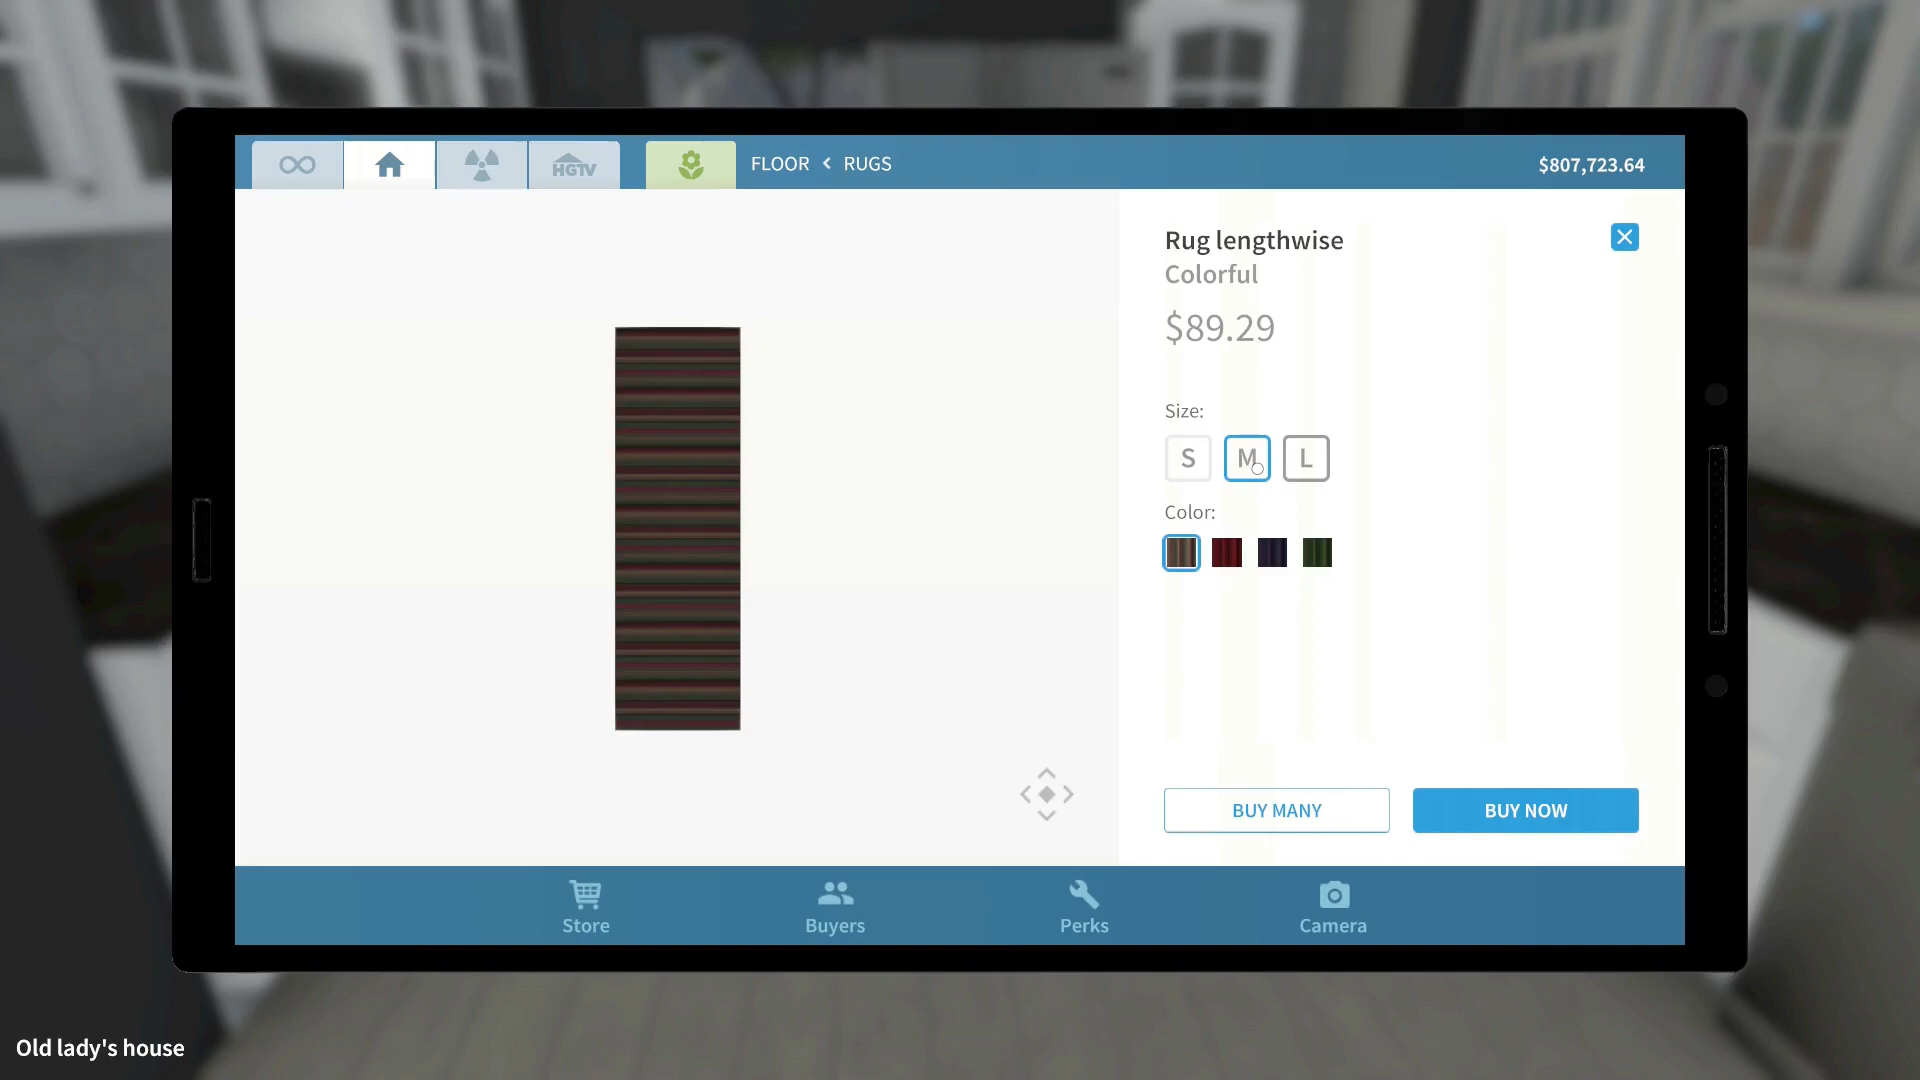 HGTV
FLOOR < RUGS
$807,723.64
Rug lengthwise
Colorful
$89.29
Size:
S M L
Color:
BUY MANY
BUY NOW
Store
Buyers
Perks
Camera
Old lady's house